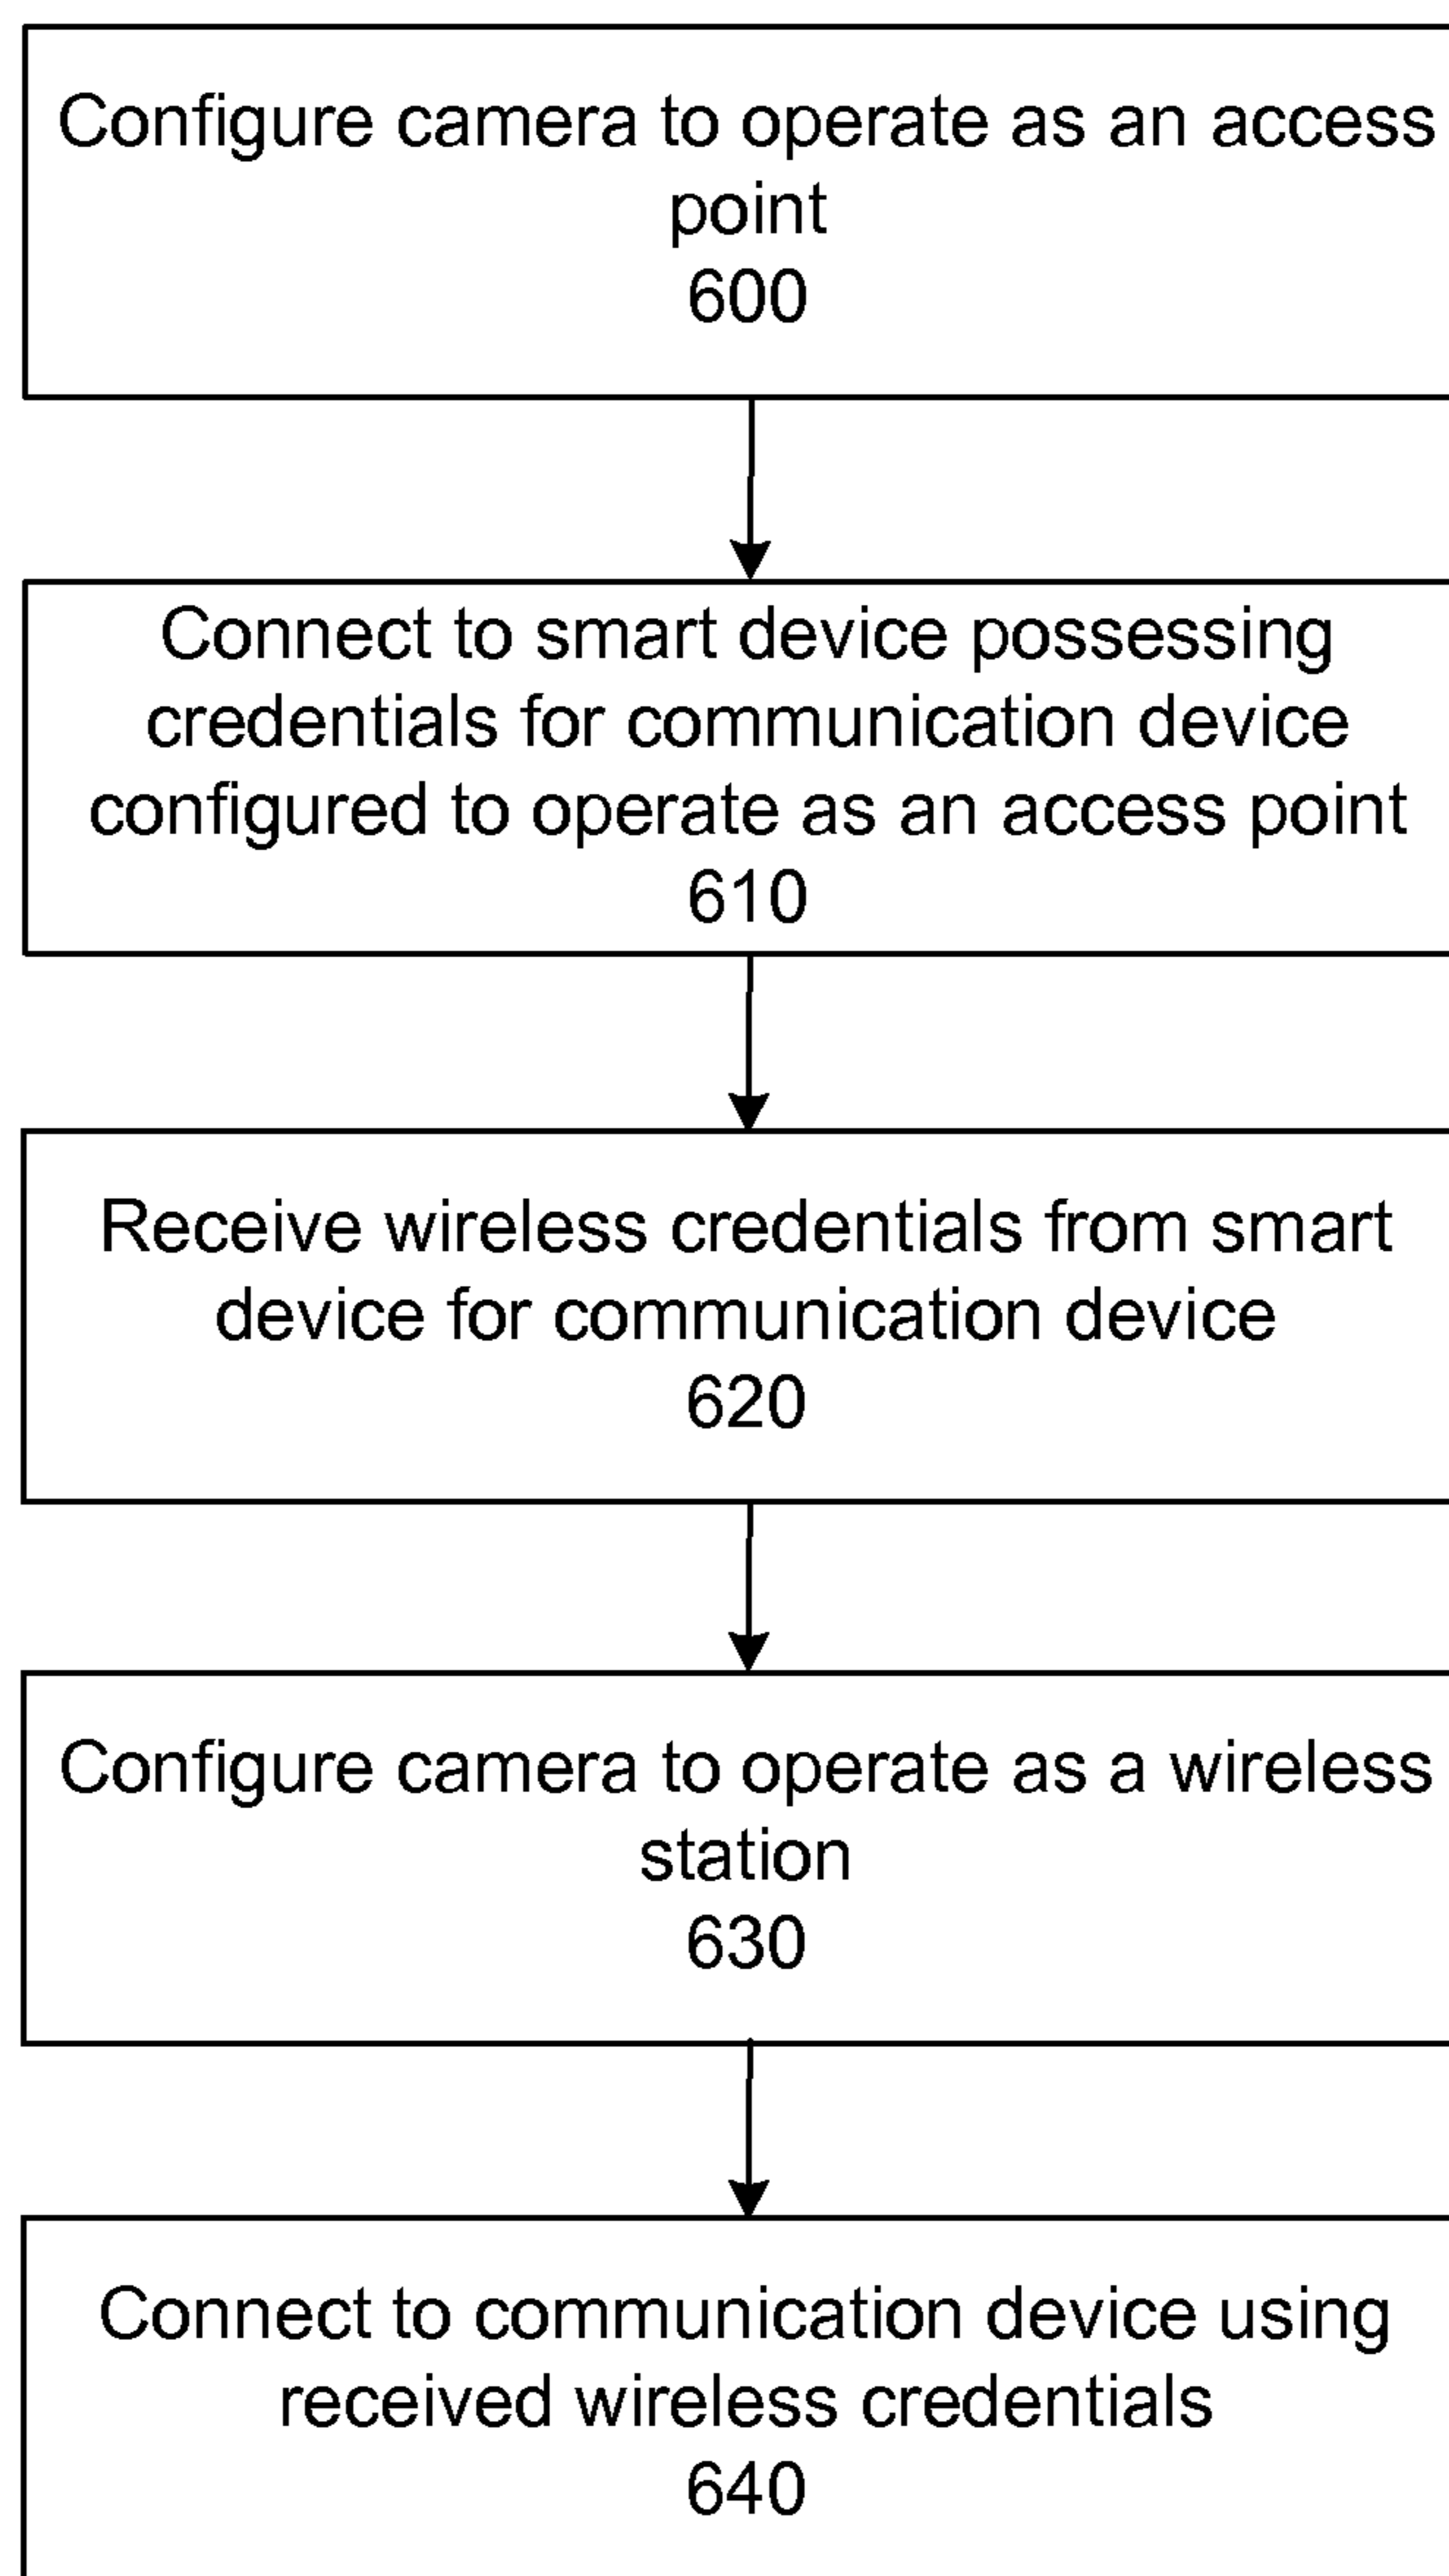 Configure camera to operate as an access
point
600
Connect to smart device possessing
credentials for communication device
configured to operate as an access point
610
Receive wireless credentials from smart
device for communication device
620
Configure camera to operate as a wireless
station
630
Connect to communication device using
received wireless credentials
640